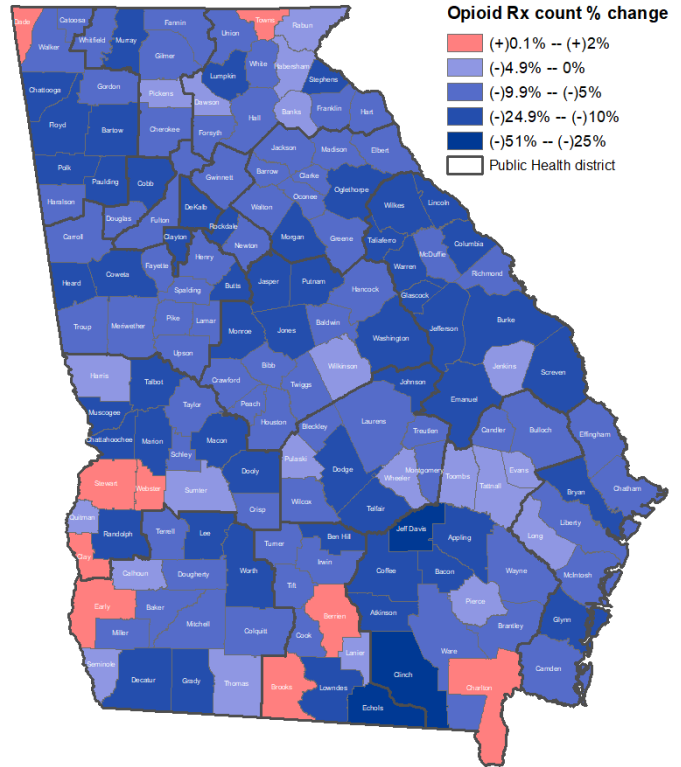 Opioid Rx count % change
(+)0.1% -- (+)2%
(-)4.9% -- 0%
(-)9.9% -- (-)5%
(-)24.9% -- (-)10%
(-)51% -- (-)25%
Public Health district
Dade
Catoosa
Fannin
Towns
Rabun
Walker
Whitfield
Murray
Union
Gilmer
White
Habersham
Lumpkin
Stephens
Chattooga
Gordon
Pickens
Dawson
Banks
Franklin
Hart
Floyd
Bartow
Cherokee
Forsyth
Hall
Jackson
Madison
Elbert
Polk
Paulding
Cobb
Gwinnett
Barrow
Clarke
Oconee
Oglethorpe
Wilkes
Lincoln
Haralson
Douglas
Fulton
DeKalb
Walton
Rockdale
Carroll
Clayton
Newton
Morgan
Greene
Taliaferro
Columbia
McDuffie
Warren
Richmond
Heard
Coweta
Fayette
Henry
Spalding
Butts
Jasper
Putnam
Hancock
Glascock
Troup
Meriwether
Pike
Lamar
Monroe
Jones
Baldwin
Washington
Jefferson
Burke
Upson
Harris
Talbot
Crawford
Bibb
Twiggs
Wilkinson
Jenkins
Screven
Johnson
Emanuel
Muscogee
Taylor
Peach
Houston
Bleckley
Laurens
Treutlen
Candler
Bulloch
Effingham
Chattahoochee
Marion
Macon
Schley
Pulaski
Dodge
Wheeler
Montgomery
Toombs
Tattnall
Evans
Stewart
Webster
Sumter
Dooly
Crisp
Wilcox
Telfair
Bryan
Chatham
Quitman
Randolph
Terrell
Lee
Turner
Ben Hill
Jeff Davis
Appling
Long
Liberty
Clay
Calhoun
Dougherty
Worth
Tift
Irwin
Coffee
Bacon
Wayne
McIntosh
Early
Baker
Mitchell
Colquitt
Cook
Berrien
Atkinson
Pierce
Brantley
Glynn
Miller
Lanier
Ware
Camden
Seminole
Decatur
Grady
Thomas
Brooks
Lowndes
Clinch
Echols
Charlton